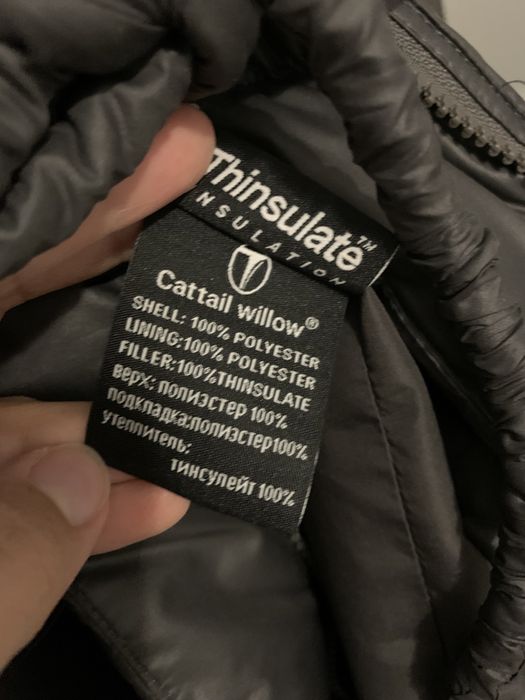 Thinsulate™
INSULATION
Cattail Willow®
SHELL: 100% POLYESTER
LINING:100% POLYESTER
FILLER:100%THINSULATE
верх: полиэстер 100%
подкладка:полиэстер100%
утеплитель:
тинсулейт 100%